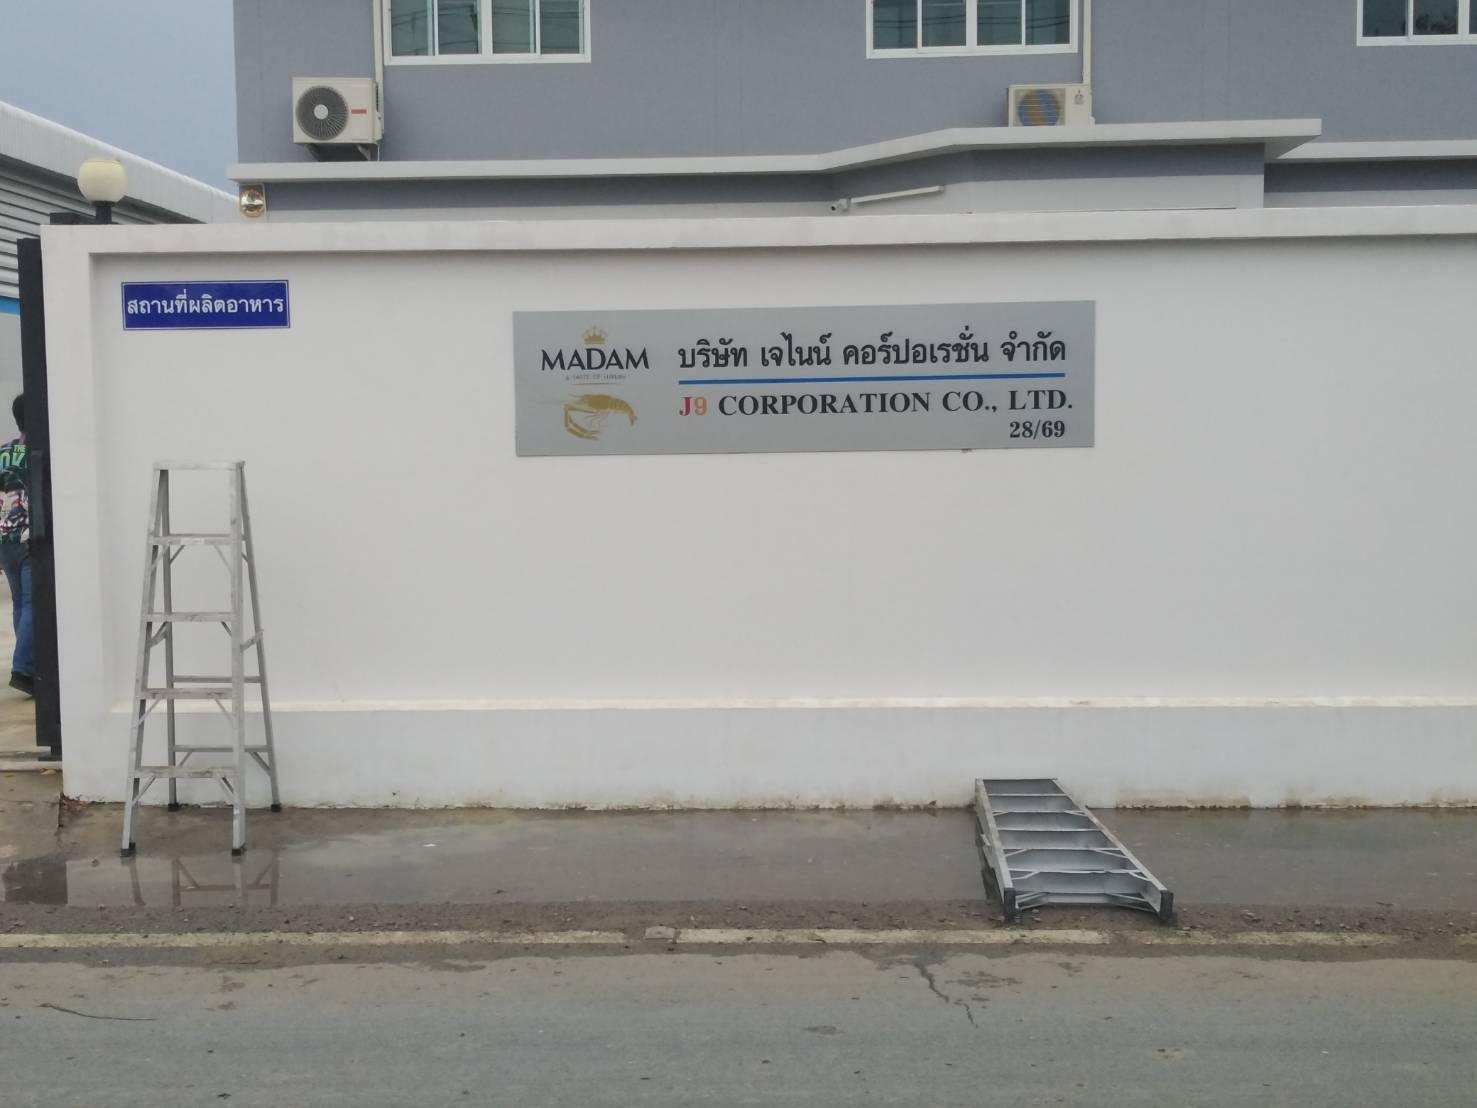 สถานที่ผลิตอาหาร
MADAM
บริษัท เจไนน์ คอร์ปอเรชั่น จำกัด
J9 CORPORATION CO., LTD.
28/69
THE